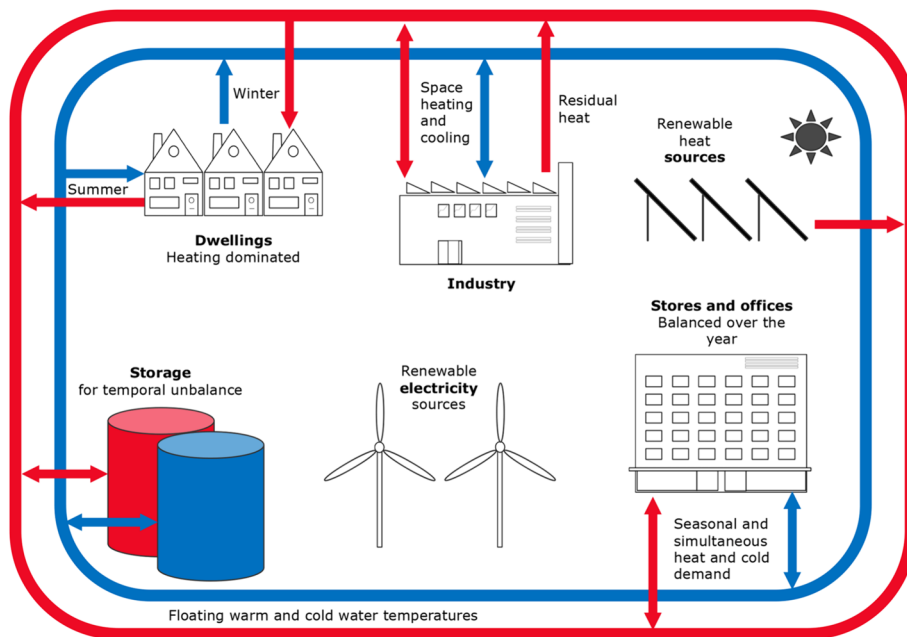 Winter
Summer
Dwellings
Heating dominated
Space
heating
and
cooling
Residual
heat
Industry
Renewable
heat
sources
Stores and offices
Balanced over the
year
Storage
for temporal unbalance
Renewable
electricity
sources
Seasonal and
simultaneous
heat and cold
demand
Floating warm and cold water temperatures